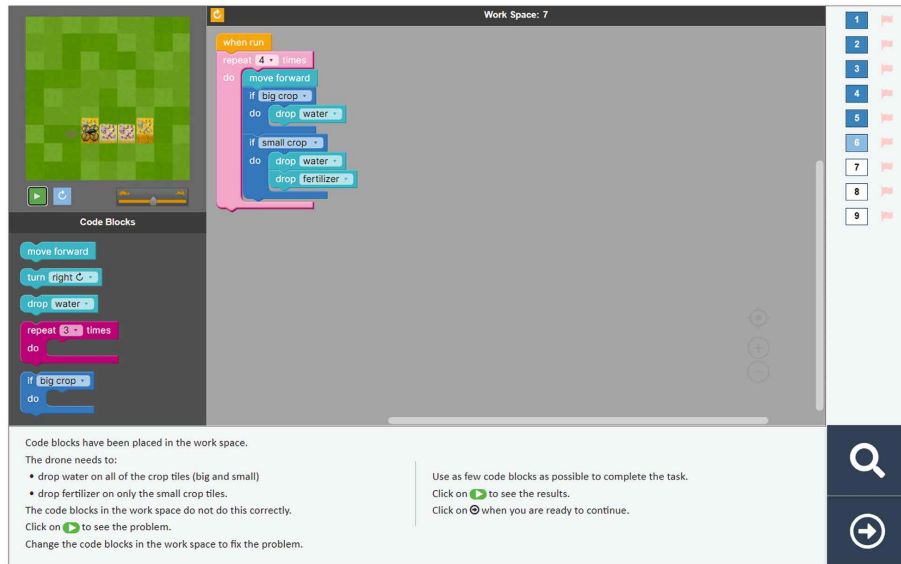 Work Space: 7
when run
repeat 4 times
do move forward
if big crop
do drop water
if small crop
do drop water
drop fertilizer
Code Blocks
move forward
turn right
drop water
repeat 3 times
do
if big crop
do
1
2
3
4
5
6
7
8
9
Code blocks have been placed in the work space.
The drone needs to:
• drop water on all of the crop tiles (big and small)
• drop fertilizer on only the small crop tiles.
The code blocks in the work space do not do this correctly.
Click on to see the problem.
Change the code blocks in the work space to fix the problem.
Use as few code blocks as possible to complete the task.
Click on to see the results.
Click on when you are ready to continue.